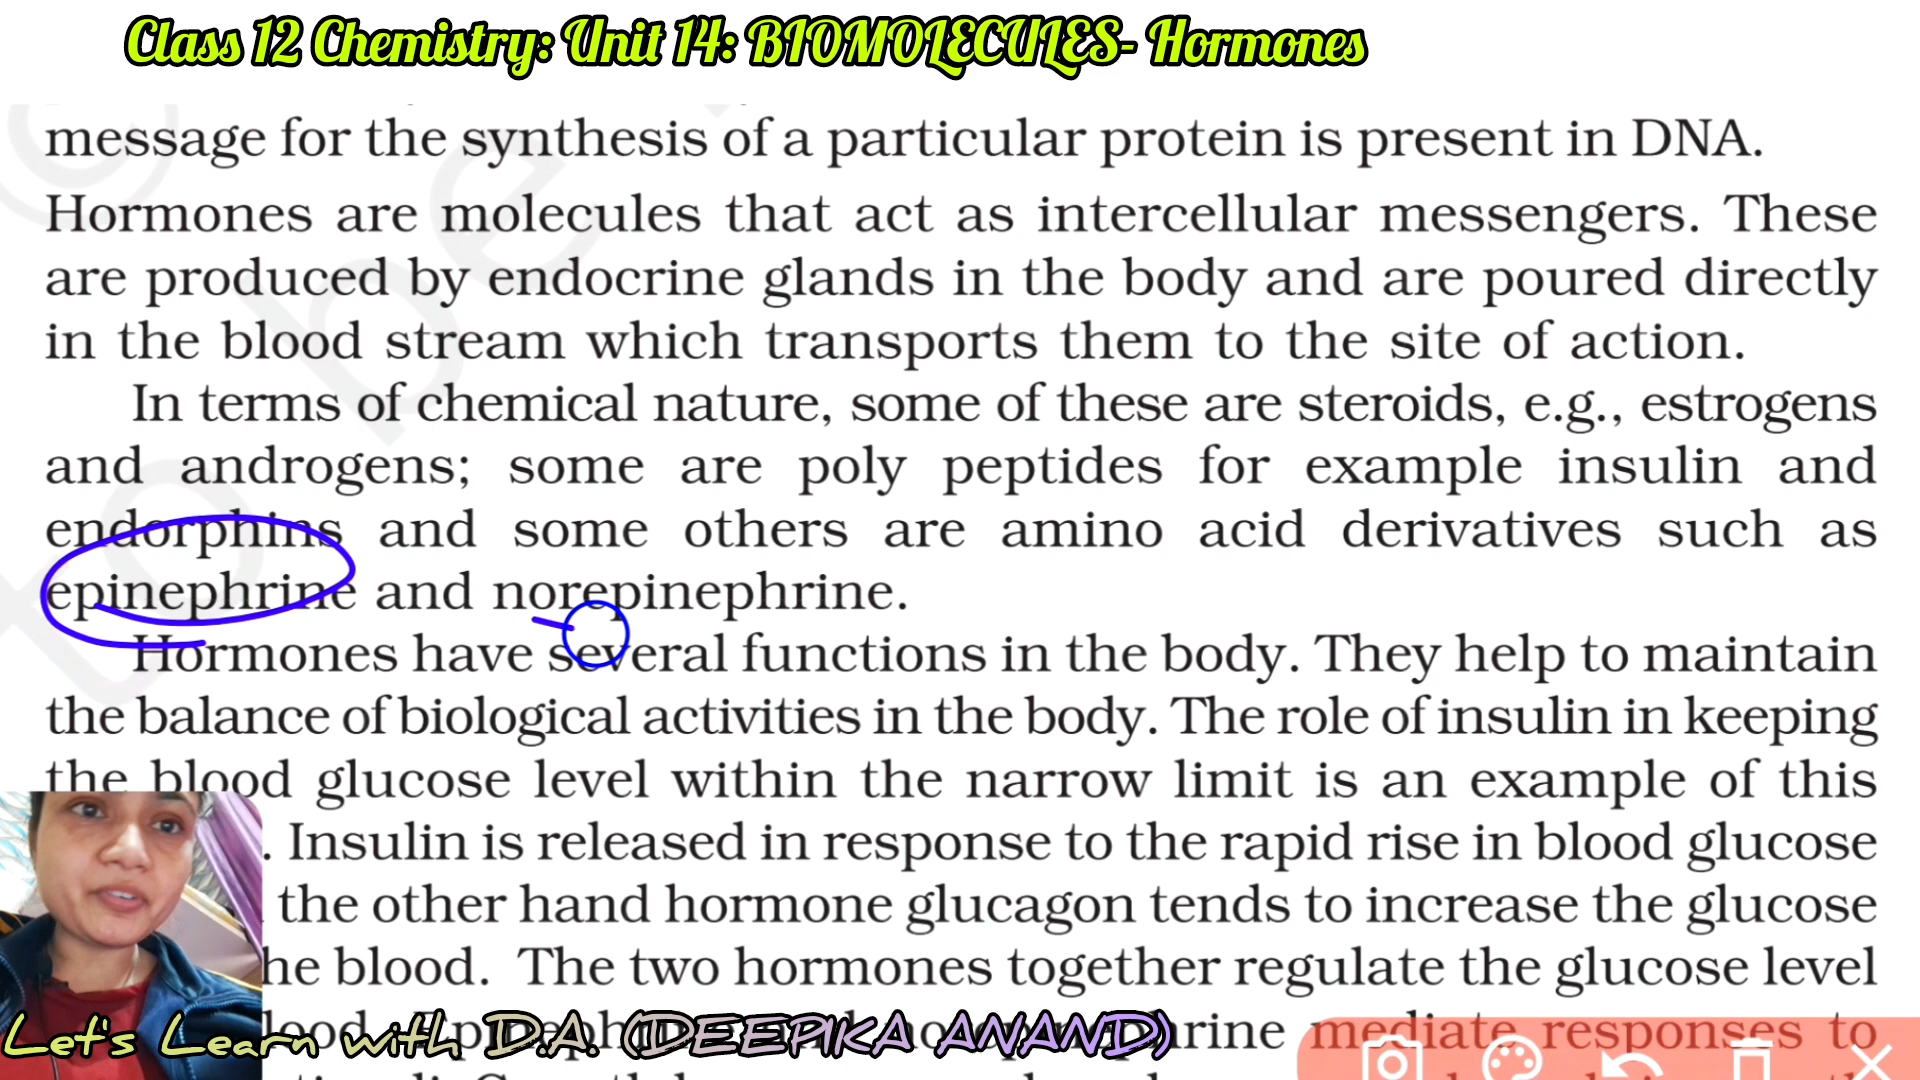 Class 12 Chemistry: Unit 14: BIOMOLECULES- Hormones
message for the synthesis of a particular protein is present in DNA.
Hormones are molecules that act as intercellular messengers. These
are produced by endocrine glands in the body and are poured directly
in the blood stream which transports them to the site of action.
In terms of chemical nature, some of these are steroids, e.g., estrogens
and androgens; some are poly peptides for example insulin and
endorphins and some others are amino acid derivatives such as
epinephrine and norepinephrine.
Hormones have several functions in the body. They help to maintain
the balance of biological activities in the body. The role of insulin in keeping
the blood glucose level within the narrow limit is an example of this
. Insulin is released in response to the rapid rise in blood glucose
the other hand hormone glucagon tends to increase the glucose
he blood. The two hormones together regulate the glucose level
mediate responses to
Let's Learn with D.A. (DEEPIKA ANAND)